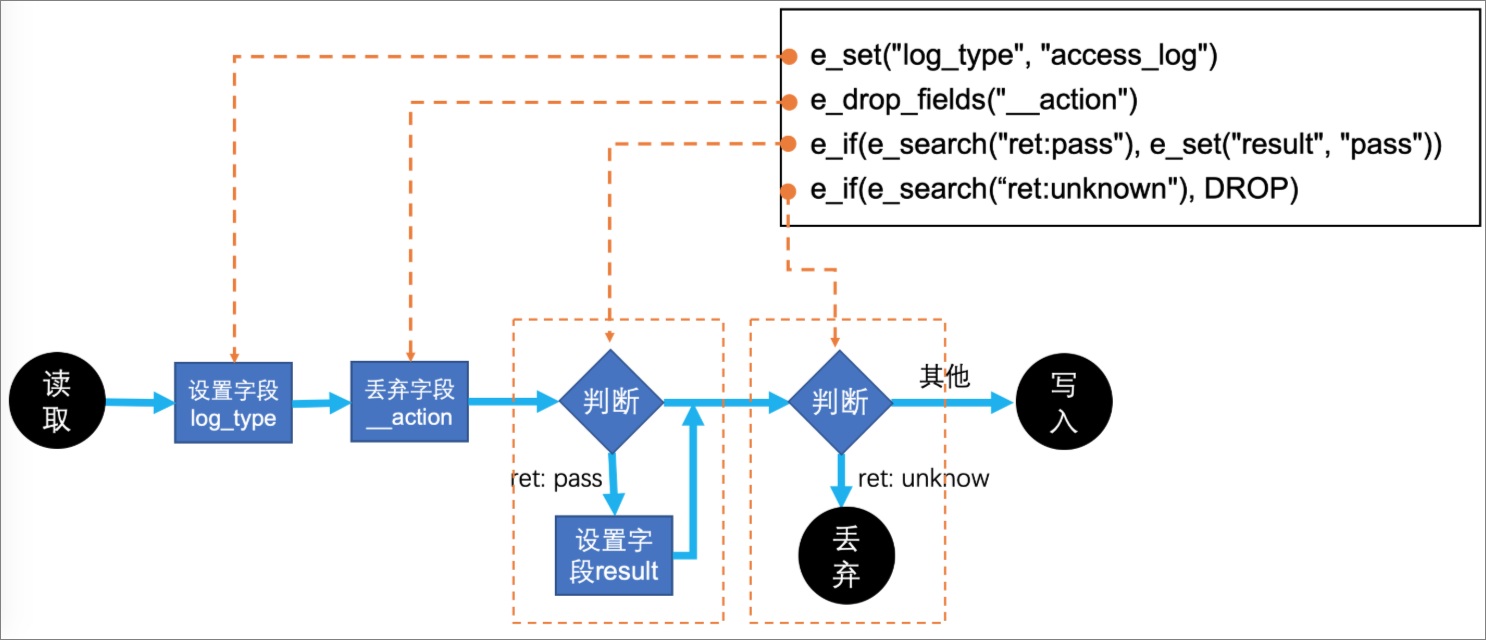 e_set("log_type", "access_log")
e_drop_fields("__action")
e_if(e_search("ret:pass"), e_set("result", "pass"))
e_if(e_search(“ret:unknown"), DROP)
读
取
设置字段
log_type
丢弃字段
__action
判断
ret: pass
设置字
段result
判断
其他
ret: unknow
丢
弃
写
入